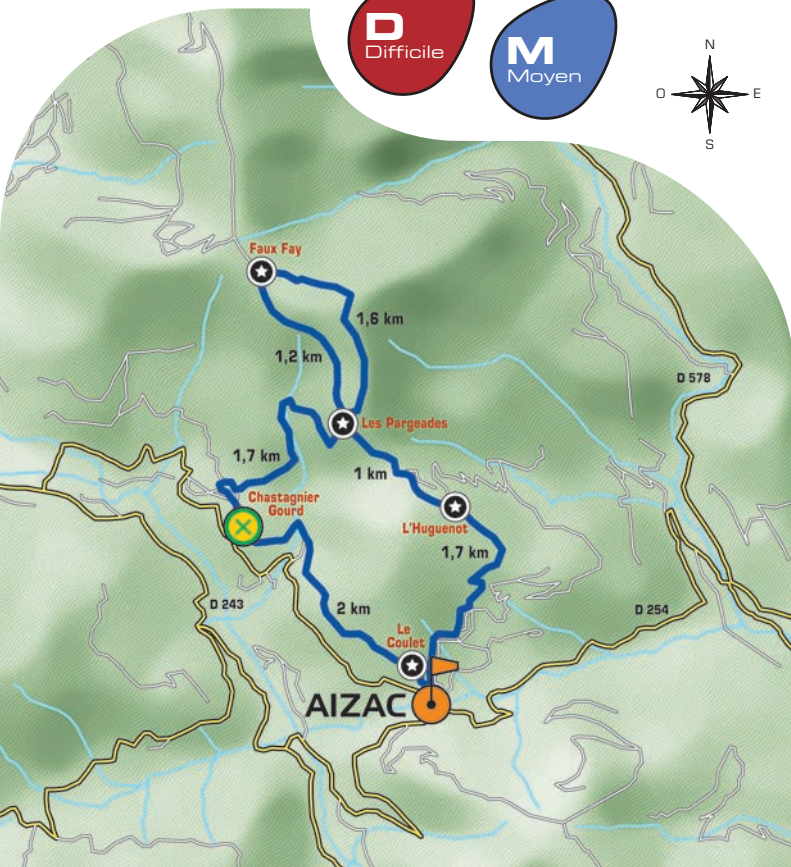 D
Difficile
M
Moyen
N
O
E
S
Faux Fay
1,6 km
1,2 km
D 578
Les Pargeades
1,7 km
1 km
Chastagnier
Gourd
L'Huguenot
1,7 km
D 243
2 km
D 254
Le
Coulet
AIZAC